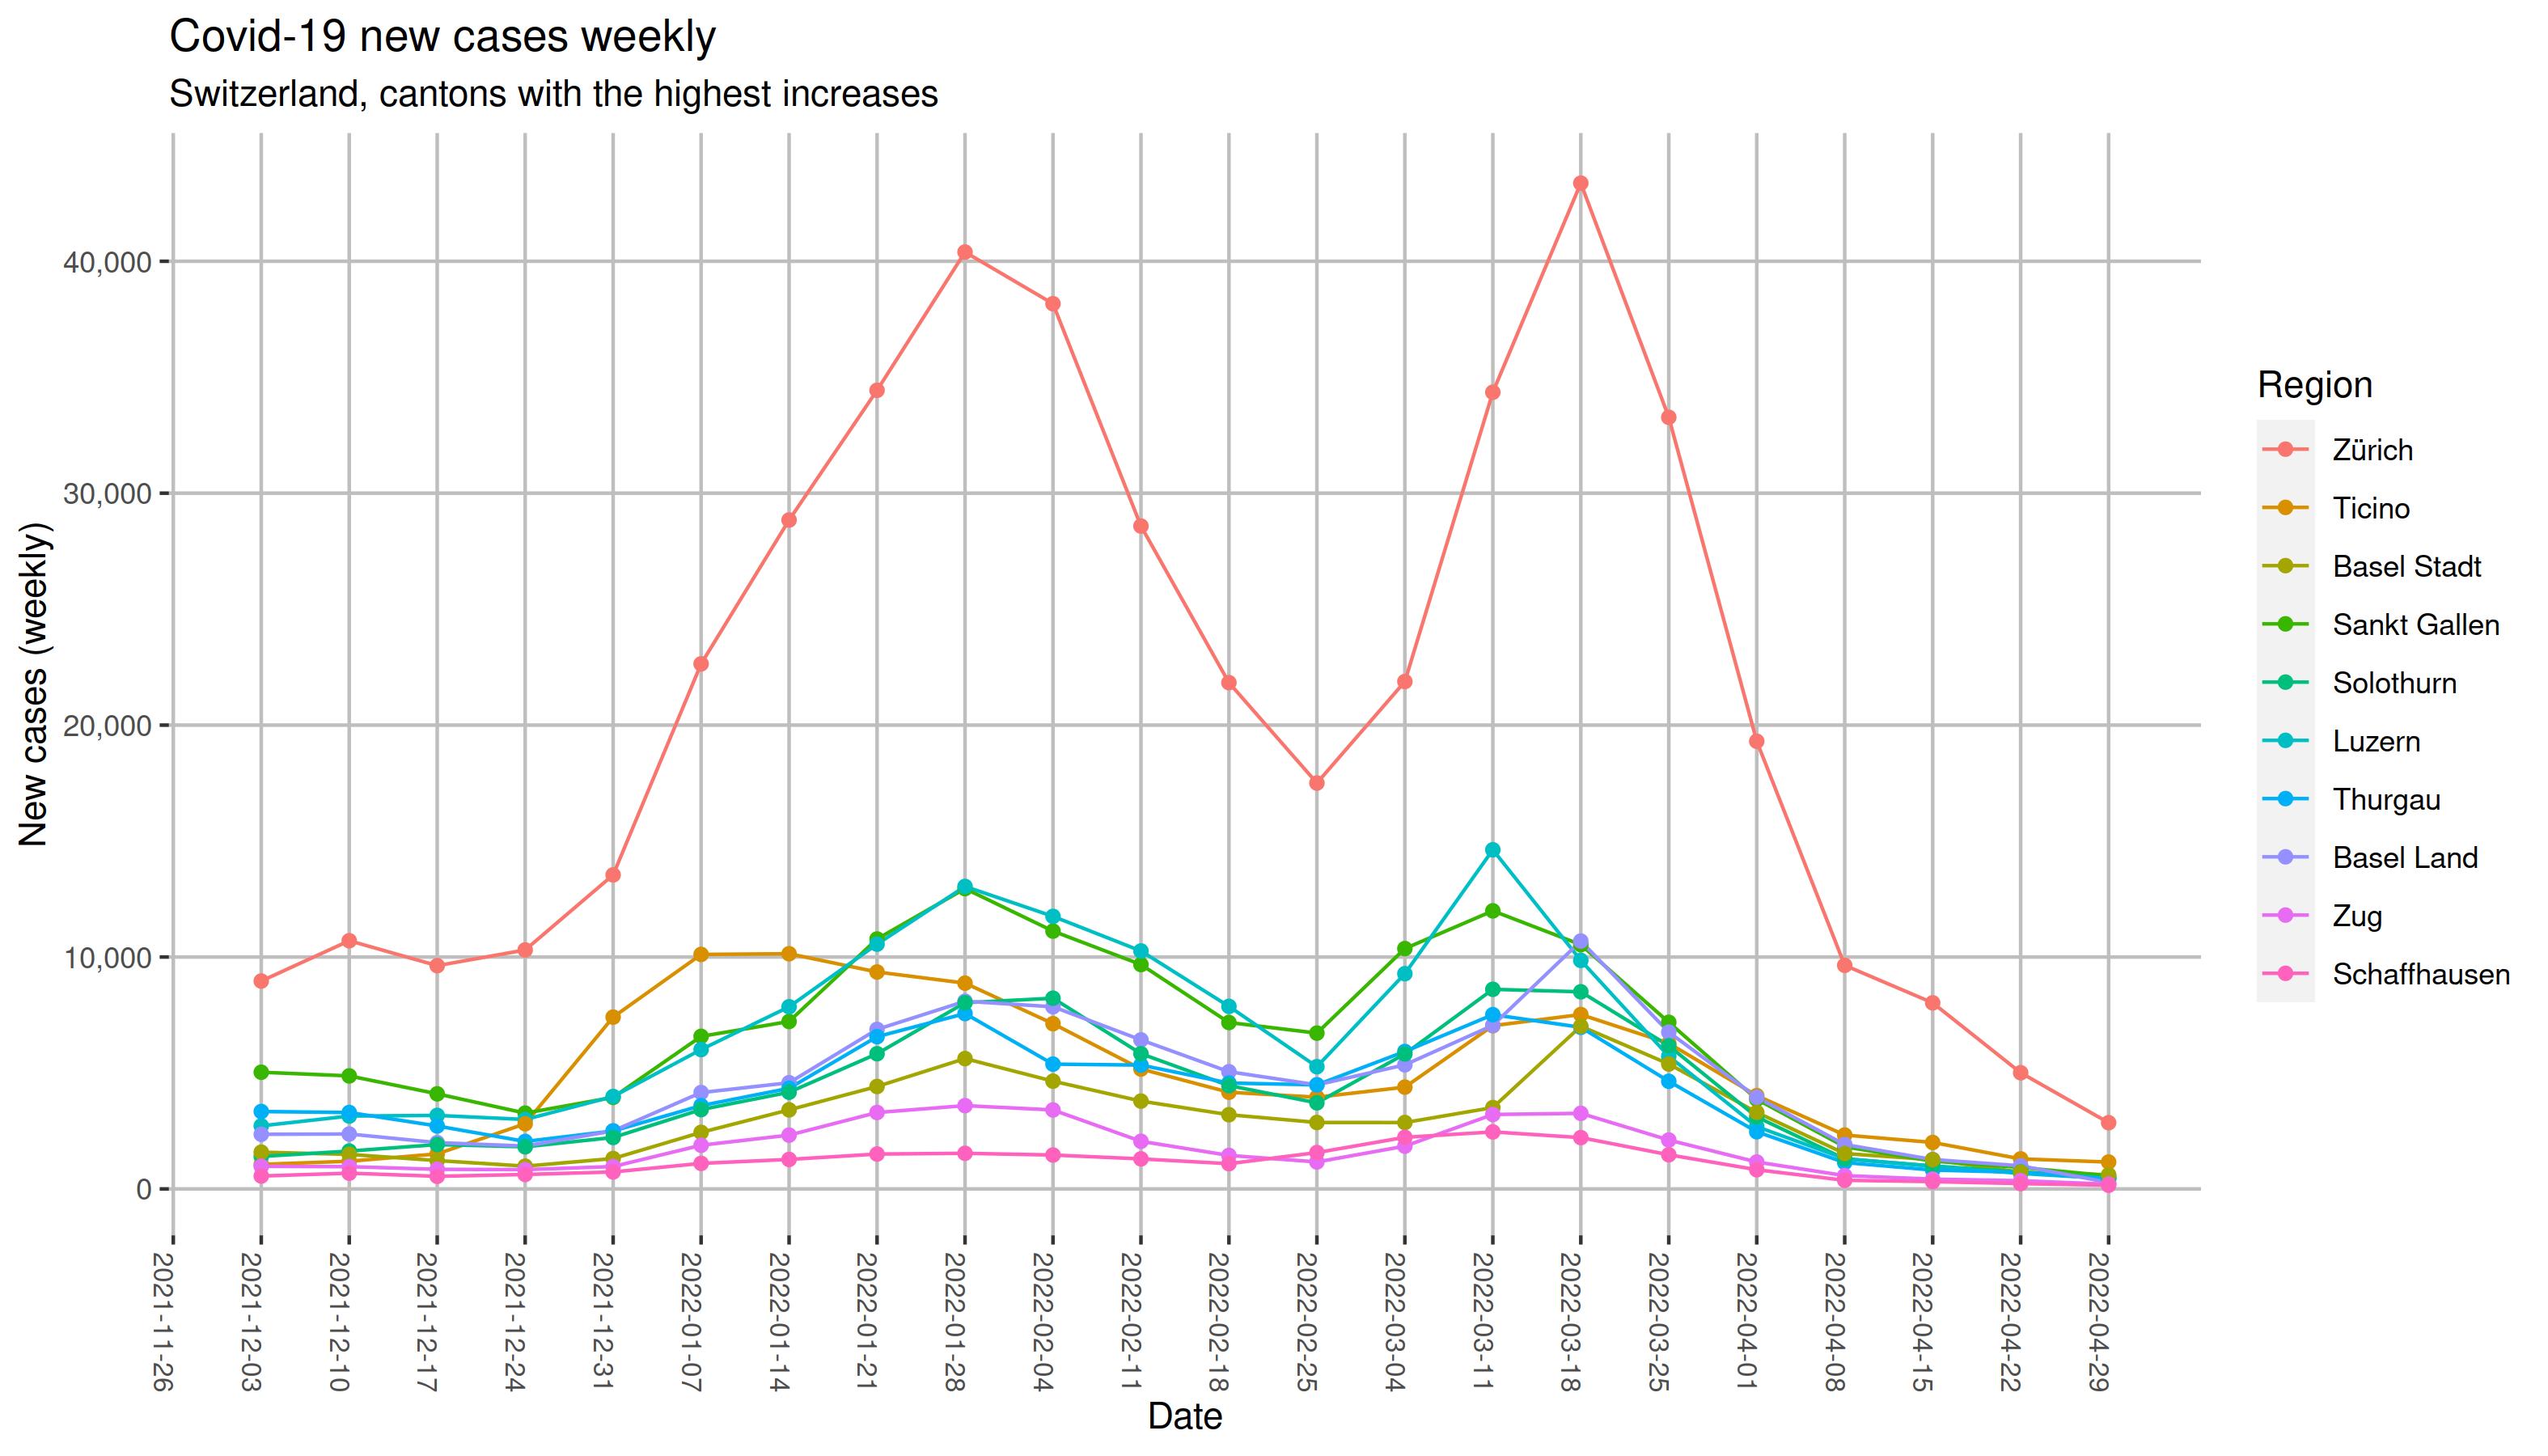 Covid-19 new cases weekly
Switzerland, cantons with the highest increases
New cases (weekly)
40,000
30,000
20,000
10,000
0
2021-11-26
2021-12-03
2021-12-10
2021-12-17
2021-12-24
2021-12-31
2022-01-07
2022-01-14
2022-01-21
2022-01-28
2022-02-04
2022-02-11
2022-02-18
2022-02-25
2022-03-04
2022-03-11
2022-03-18
2022-03-25
2022-04-01
2022-04-08
2022-04-15
2022-04-22
2022-04-29
Date
Region
Zürich
Ticino
Basel Stadt
Sankt Gallen
Solothurn
Luzern
Thurgau
Basel Land
Zug
Schaffhausen